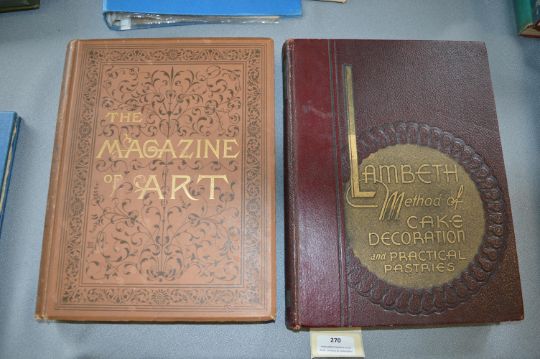 THE
MAGAZINE
OF ART
LAMBETH
Method of
CAKE
DECORATION
and PRACTICAL
PASTRIES
270